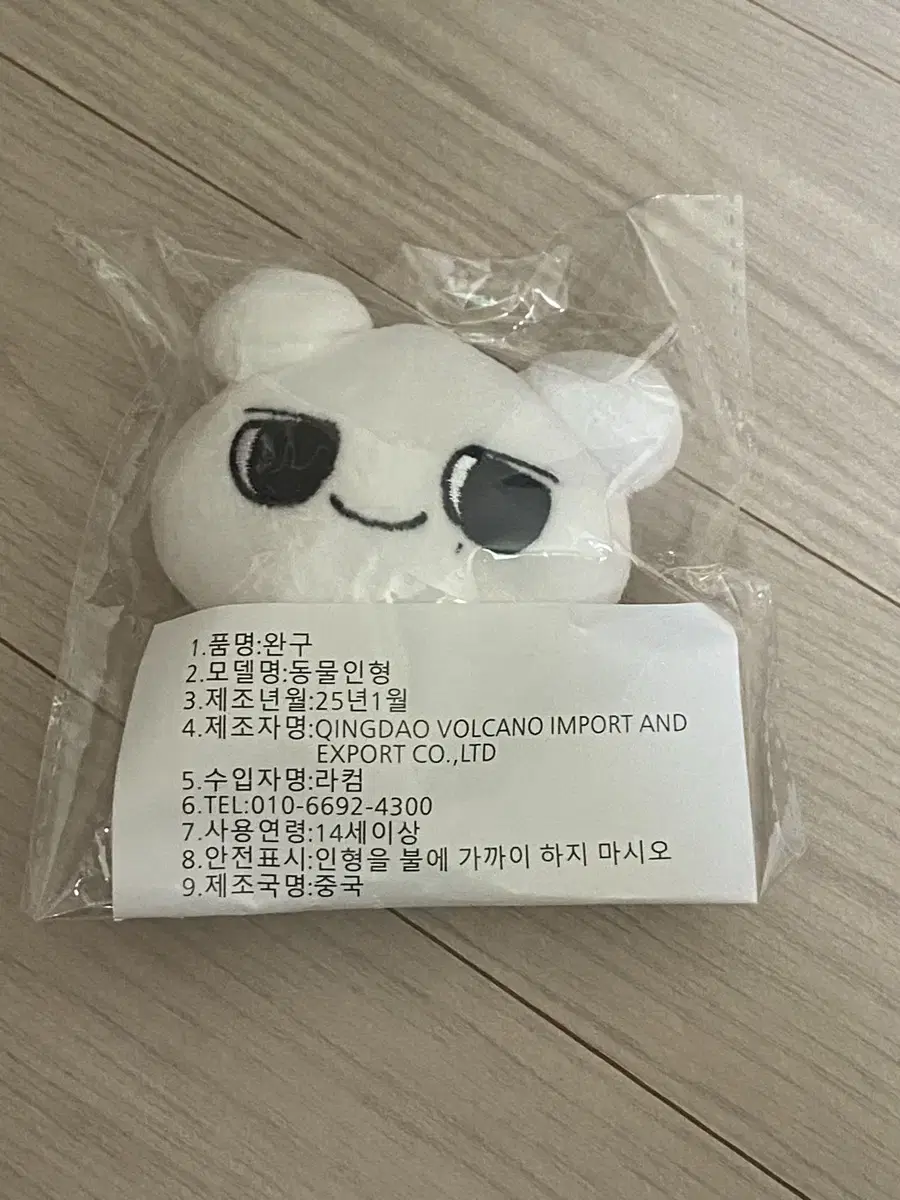 1.품명:완구
2.모델명:동물인형
3.제조년월:25년1월
4.제조자명:QINGDAO VOLCANO IMPORT AND
EXPORT CO.,LTD
5.수입자명:라컴
6.TEL:010-6692-4300
7.사용연령:14세이상
8.안전표시:인형을 불에 가까이 하지 마시오
9.제조국명:중국